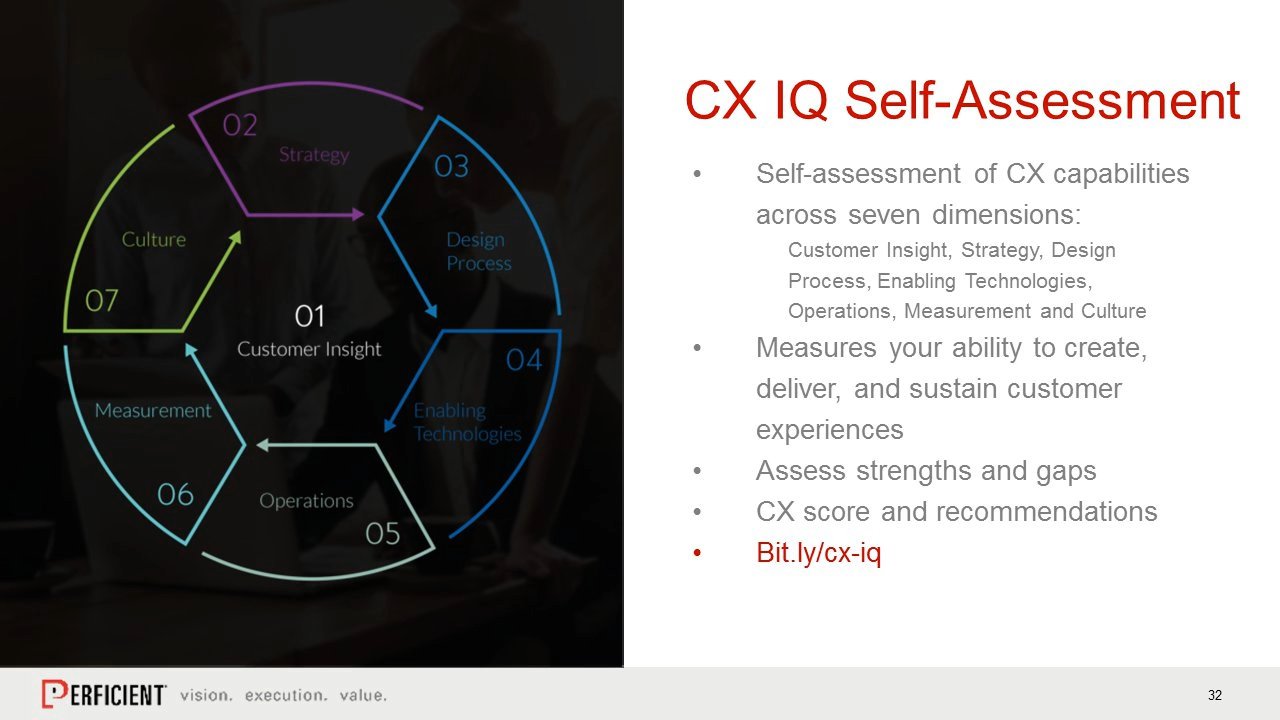 02
Strategy
03
Design
Process
Culture
07
01
Customer Insight
04
Enabling
Technologies
Measurement
06
Operations
05
CX IQ Self-Assessment
• Self-assessment of CX capabilities
across seven dimensions:
Customer Insight, Strategy, Design
Process, Enabling Technologies,
Operations, Measurement and Culture
• Measures your ability to create,
deliver, and sustain customer
experiences
• Assess strengths and gaps
• CX score and recommendations
• Bit.ly/cx-iq
PERFICIENT vision. execution. value.
32